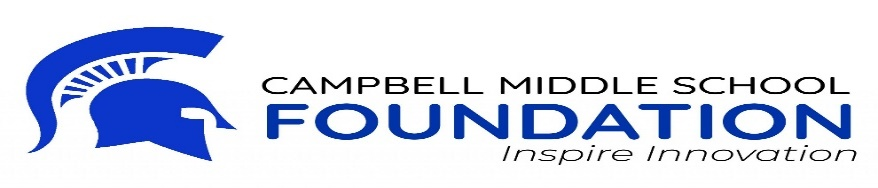 CAMPBELL MIDDLE SCHOOL
FOUNDATION
Inspire Innovation